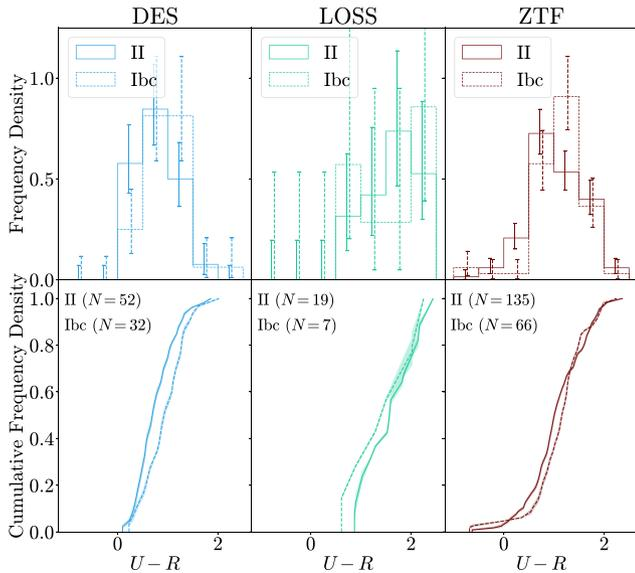 DES LOSS ZTF
II II II
Ibc Ibc Ibc
Frequency Density
1.0
0.5
0.0
Cumulative Frequency Density
II (N = 52) II (N = 19) II (N = 135)
Ibc (N = 32) Ibc (N = 7) Ibc (N = 66)
1.0
0.8
0.6
0.4
0.2
0.0
0 2 0 2 0 2
U − R U − R U − R